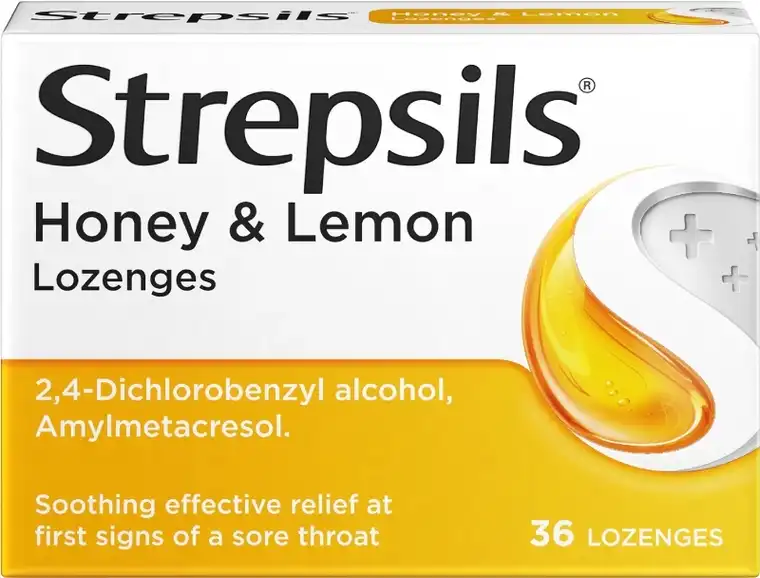 Strepsils
Honey & Lemon
Lozenges
Strepsils®
Honey & Lemon
Lozenges
2,4-Dichlorobenzyl alcohol,
Amylmetacresol.
Soothing effective relief at
first signs of a sore throat
36 LOZENGES